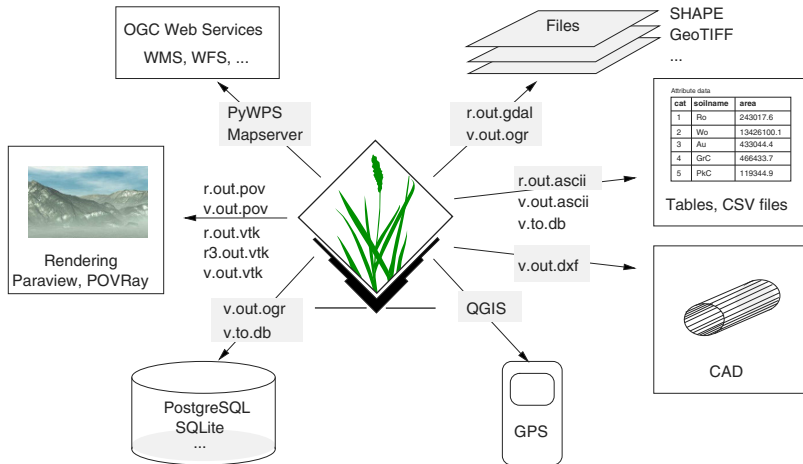 OGC Web Services
WMS, WFS, ...
Files
SHAPE
GeoTIFF
...
PyWPS
Mapserver
r.out.gdal
v.out.ogr
Attribute data
cat soilname area
1 Ro 243017.6
2 Wo 13426100.1
3 Au 433044.4
4 GrC 466433.7
5 PkC 119344.9
Tables, CSV files
r.out.ascii
v.out.ascii
v.to.db
r.out.pov
v.out.pov
r.out.vtk
r3.out.vtk
v.out.vtk
Rendering
Paraview, POVRay
v.out.dxf
CAD
v.out.ogr
v.to.db
QGIS
PostgreSQL
SQLite
...
GPS